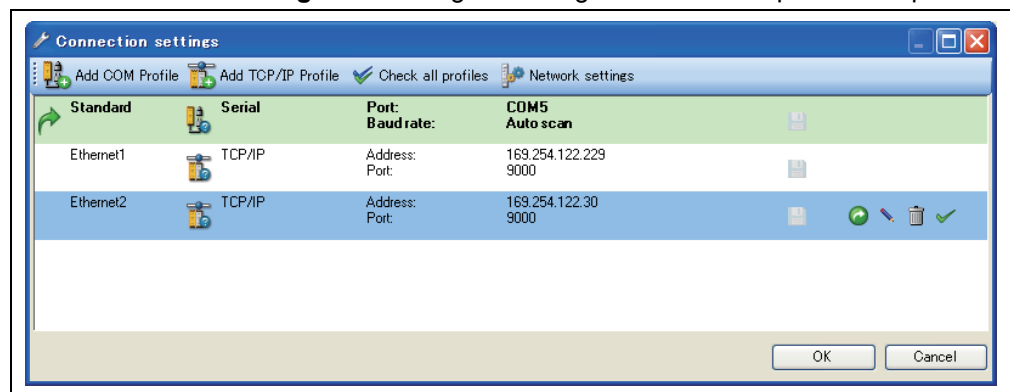 Connection settings
Add COM Profile Add TCP/IP Profile Check all profiles Network settings
Standard Serial Port: COM5
Baud rate: Auto scan
Ethernet1 TCP/IP Address: 169.254.122.229
Port: 9000
Ethernet2 TCP/IP Address: 169.254.122.30
Port: 9000
OK Cancel